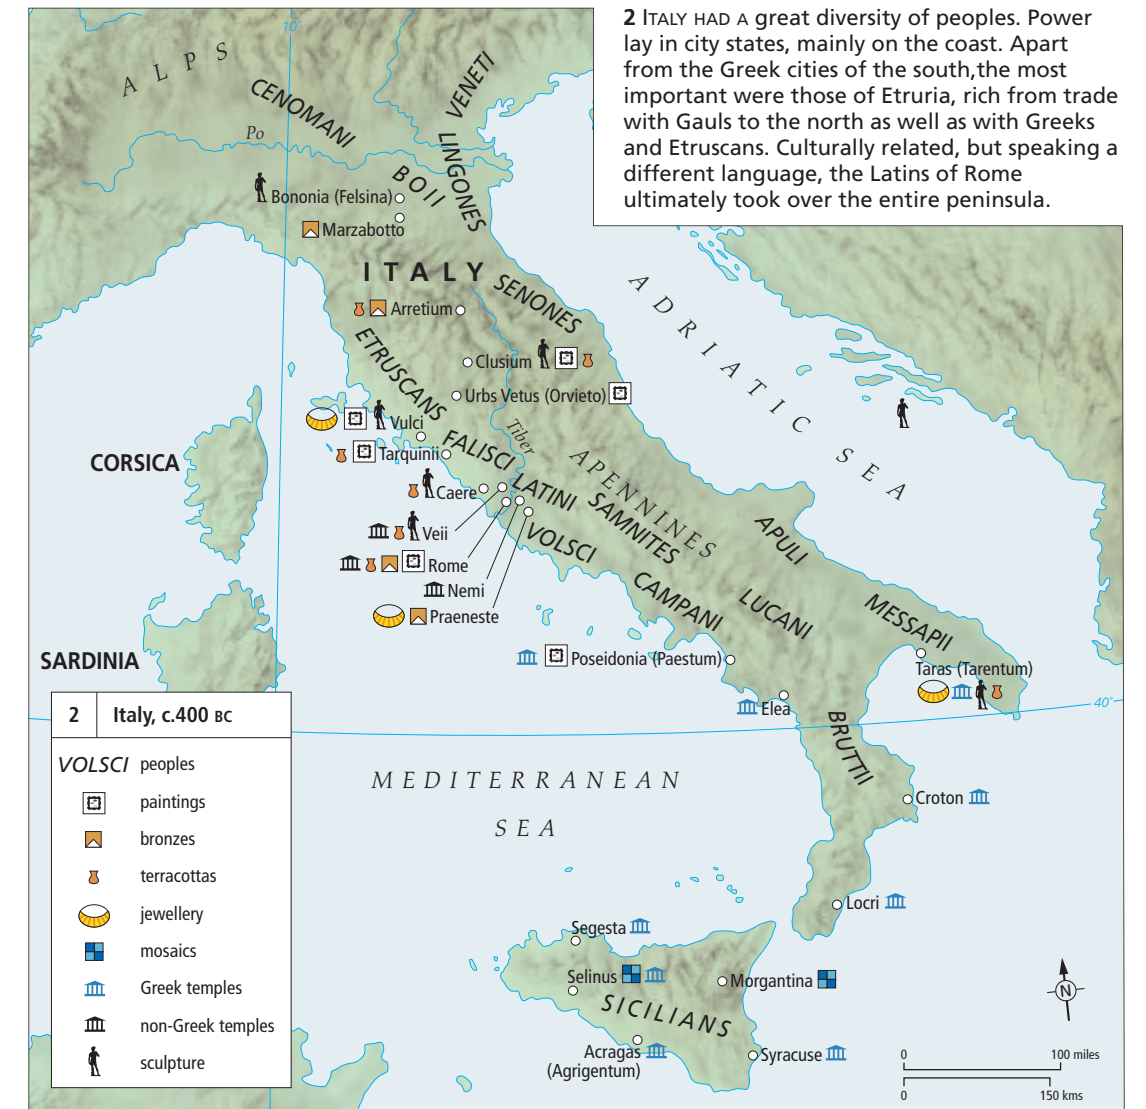 2 ITALY HAD A great diversity of peoples. Power
lay in city states, mainly on the coast. Apart
from the Greek cities of the south,the most
important were those of Etruria, rich from trade
with Gauls to the north as well as with Greeks
and Etruscans. Culturally related, but speaking a
different language, the Latins of Rome
ultimately took over the entire peninsula.
10°
ALPS
CENOMANI
VENETI
Po
LINGONES
BOII
Bononia (Felsina)
Marzabotto
ITALY
SENONES
ADRIATIC SEA
Arretium
ETRUSCANS
Clusium
Urbs Vetus (Orvieto)
Vulci
Tiber
FALISCI
Tarquinii
APENNINES
CORSICA
Caere
LATINI
SAMNITES
Veii
VOLSCI
APULI
Rome
Nemi
CAMPANI
LUCANI
MESSAPII
Praeneste
SARDINIA
Poseidonia (Paestum)
Taras (Tarentum)
Elea
40°
BRUTTII
MEDITERRANEAN
SEA
Croton
Locri
Segesta
Selinus
Morgantina
SICILIANS
Acragas
(Agrigentum)
Syracuse
N
0 100 miles
0 150 kms
2 Italy, c.400 BC
VOLSCI peoples
paintings
bronzes
terracottas
jewellery
mosaics
Greek temples
non-Greek temples
sculpture